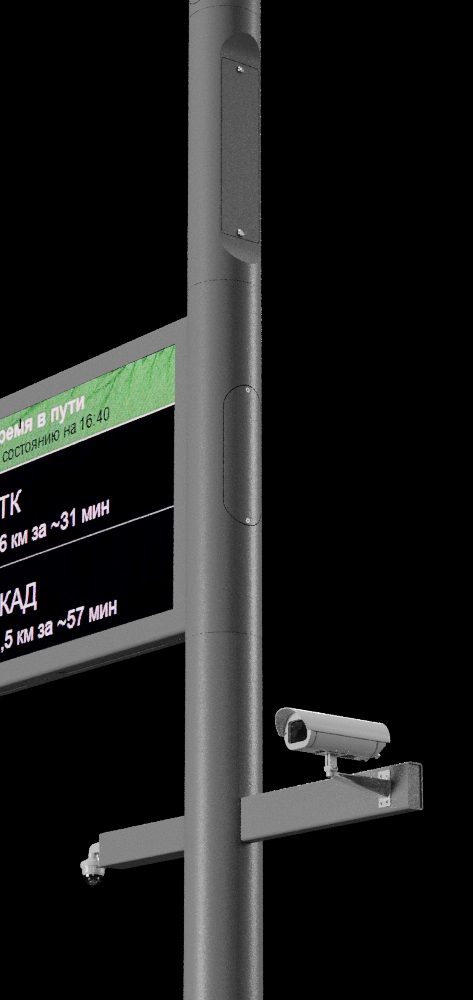 ремя в пути
состоянию на 16:40
ТК
6 км за ~31 мин
КАД
,5 км за ~57 мин